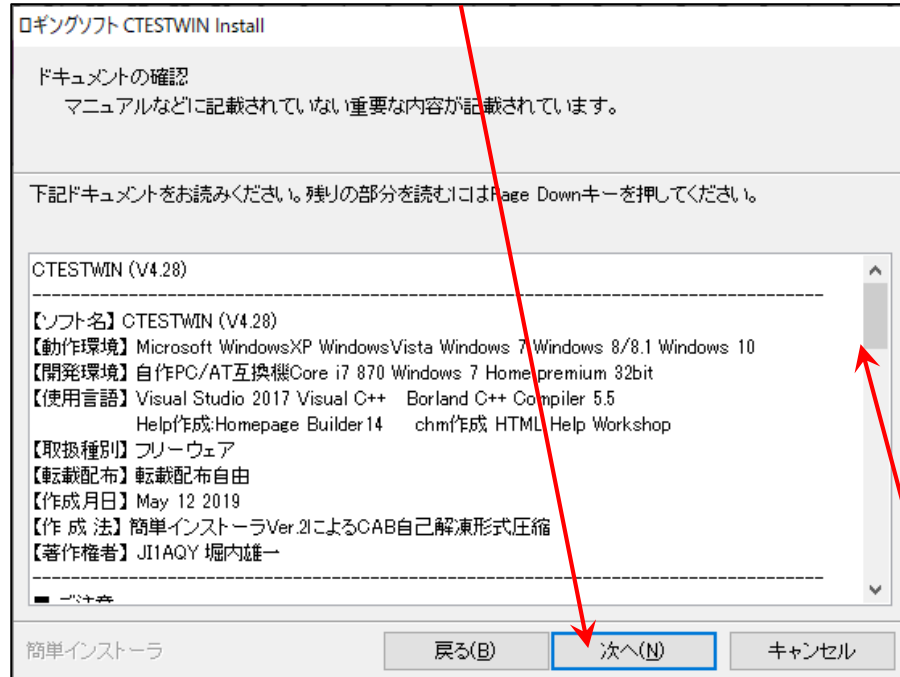 ロギングソフト CTESTWIN Install
ドキュメントの確認
マニュアルなどに記載されていない重要な内容が記載されています。
下記ドキュメントをお読みください。残りの部分を読むにはPage Downキーを押してください。
CTESTWIN (V4.28)
--------------------------------------------------------------------------------
【ソフト名】 CTESTWIN (V4.28)
【動作環境】 Microsoft WindowsXP WindowsVista Windows 7 Windows 8/8.1 Windows 10
【開発環境】 自作PC/AT互換機Core i7 870 Windows 7 Home premium 32bit
【使用言語】 Visual Studio 2017 Visual C++ Borland C++ Compiler 5.5
Help作成:Homepage Builder14 chm作成 HTML Help Workshop
【取扱種別】 フリーウェア
【転載配布】 転載配布自由
【作成月日】 May 12 2019
【作 成 法】 簡単インストーラVer.2によるCAB自己解凍形式圧縮
【著作権者】 JI1AQY 堀内雄一
--------------------------------------------------------------------------------
■ ご注意
簡単インストーラ
戻る(B)
次へ(N)
キャンセル